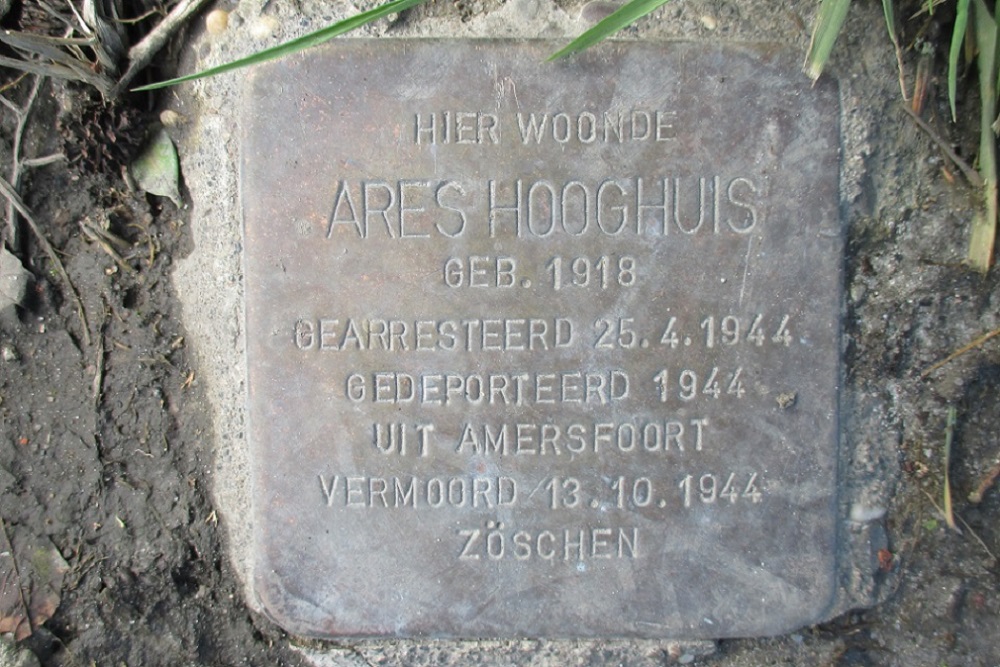 HIER WOONDE
ARES HOOGHUIS
GEB. 1918
GEARRESTEERD 25.4.1944
GEDEPORTEERD 1944
UIT AMERSFOORT
VERMOORD 13.10.1944
ZÖSCHEN